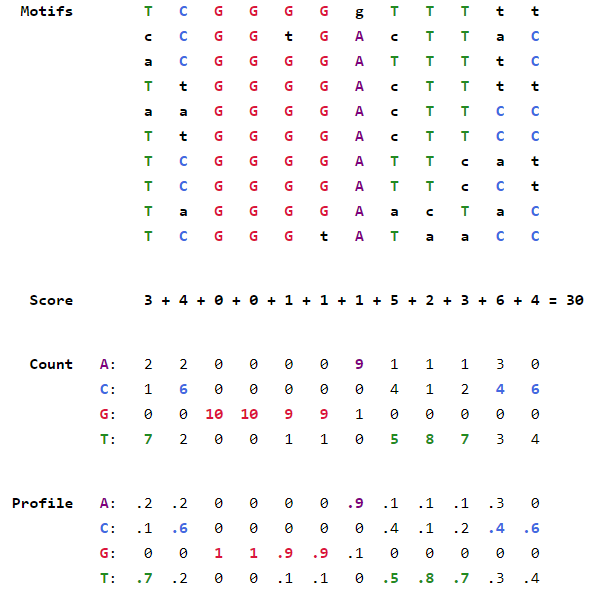 Motifs T C G G G G g T T T t t
c C G G t G A c T T a C
a C G G G G A T T T t C
T t G G G G A c T T t t
a a G G G G A c T T C C
T t G G G G A c T T C C
T C G G G G A T T c a t
T C G G G G A T T c C t
T a G G G G A a c T a C
T C G G G t A T a a C C
Score 3 + 4 + 0 + 0 + 1 + 1 + 1 + 5 + 2 + 3 + 6 + 4 = 30
Count A: 2 2 0 0 0 0 9 1 1 1 3 0
C: 1 6 0 0 0 0 0 4 1 2 4 6
G: 0 0 10 10 9 9 1 0 0 0 0 0
T: 7 2 0 0 1 1 0 5 8 7 3 4
Profile A: .2 .2 0 0 0 0 .9 .1 .1 .1 .3 0
C: .1 .6 0 0 0 0 0 .4 .1 .2 .4 .6
G: 0 0 1 1 .9 .9 .1 0 0 0 0 0
T: .7 .2 0 0 .1 .1 0 .5 .8 .7 .3 .4